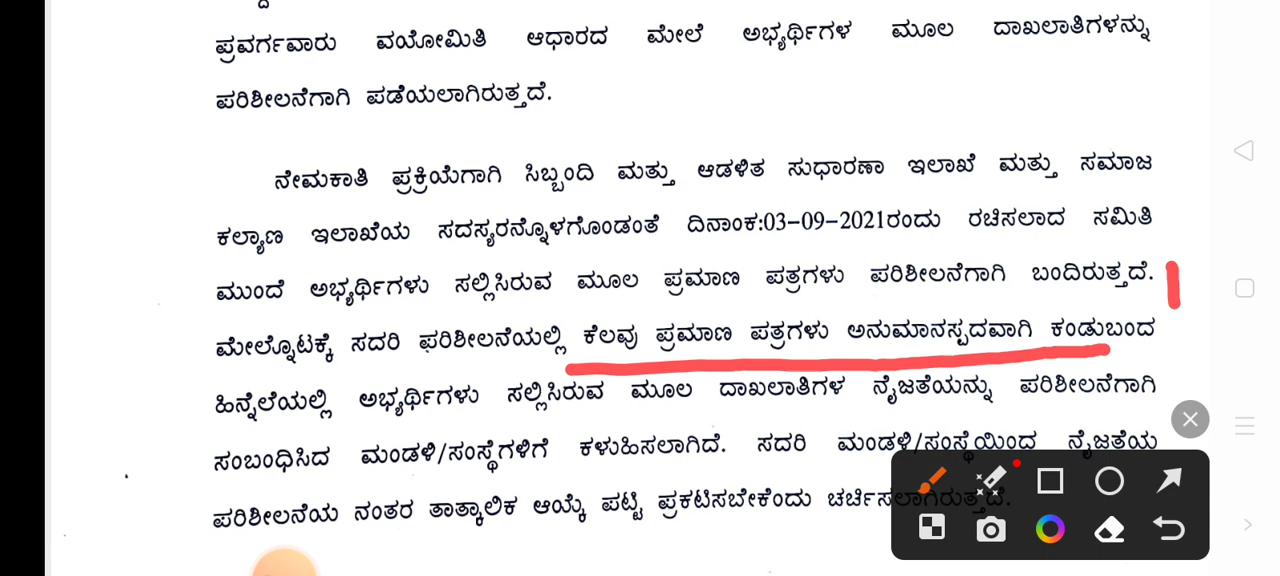 ಪ್ರವರ್ಗವಾರು ವಯೋಮಿತಿ ಆಧಾರದ ಮೇಲೆ ಅಭ್ಯರ್ಥಿಗಳ ಮೂಲ ದಾಖಲಾತಿಗಳನ್ನು
ಪರಿಶೀಲನೆಗಾಗಿ ಪಡೆಯಲಾಗಿರುತ್ತದೆ.
ನೇಮಕಾತಿ ಪ್ರಕ್ರಿಯೆಗಾಗಿ ಸಿಬ್ಬಂದಿ ಮತ್ತು ಆಡಳಿತ ಸುಧಾರಣಾ ಇಲಾಖೆ ಮತ್ತು ಸಮಾಜ
ಕಲ್ಯಾಣ ಇಲಾಖೆಯ ಸದಸ್ಯರನ್ನೊಳಗೊಂಡಂತೆ ದಿನಾಂಕ:03-09-2021ರಂದು ರಚಿಸಲಾದ ಸಮಿತಿ
ಮುಂದೆ ಅಭ್ಯರ್ಥಿಗಳು ಸಲ್ಲಿಸಿರುವ ಮೂಲ ಪ್ರಮಾಣ ಪತ್ರಗಳು ಪರಿಶೀಲನೆಗಾಗಿ ಬಂದಿರುತ್ತದೆ.
ಮೇಲ್ನೊಟಕ್ಕೆ ಸದರಿ ಪರಿಶೀಲನೆಯಲ್ಲಿ ಕೆಲವು ಪ್ರಮಾಣ ಪತ್ರಗಳು ಅನುಮಾನಸ್ಪದವಾಗಿ ಕಂಡುಬಂದ
ಹಿನ್ನೆಲೆಯಲ್ಲಿ ಅಭ್ಯರ್ಥಿಗಳು ಸಲ್ಲಿಸಿರುವ ಮೂಲ ದಾಖಲಾತಿಗಳ ನೈಜತೆಯನ್ನು ಪರಿಶೀಲನೆಗಾಗಿ
ಸಂಬಂಧಿಸಿದ ಮಂಡಳಿ/ಸಂಸ್ಥೆಗಳಿಗೆ ಕಳುಹಿಸಲಾಗಿದೆ. ಸದರಿ ಮಂಡಳಿ/ಸಂಸ್ಥೆಯಿಂದ ನೈಜತೆಯ
ಪರಿಶೀಲನೆಯ ನಂತರ ತಾತ್ಕಾಲಿಕ ಆಯ್ಕೆ ಪಟ್ಟಿ ಪ್ರಕಟಿಸಬೇಕೆಂದು ಚರ್ಚಿಸಲಾಗಿರುತ್ತದೆ.